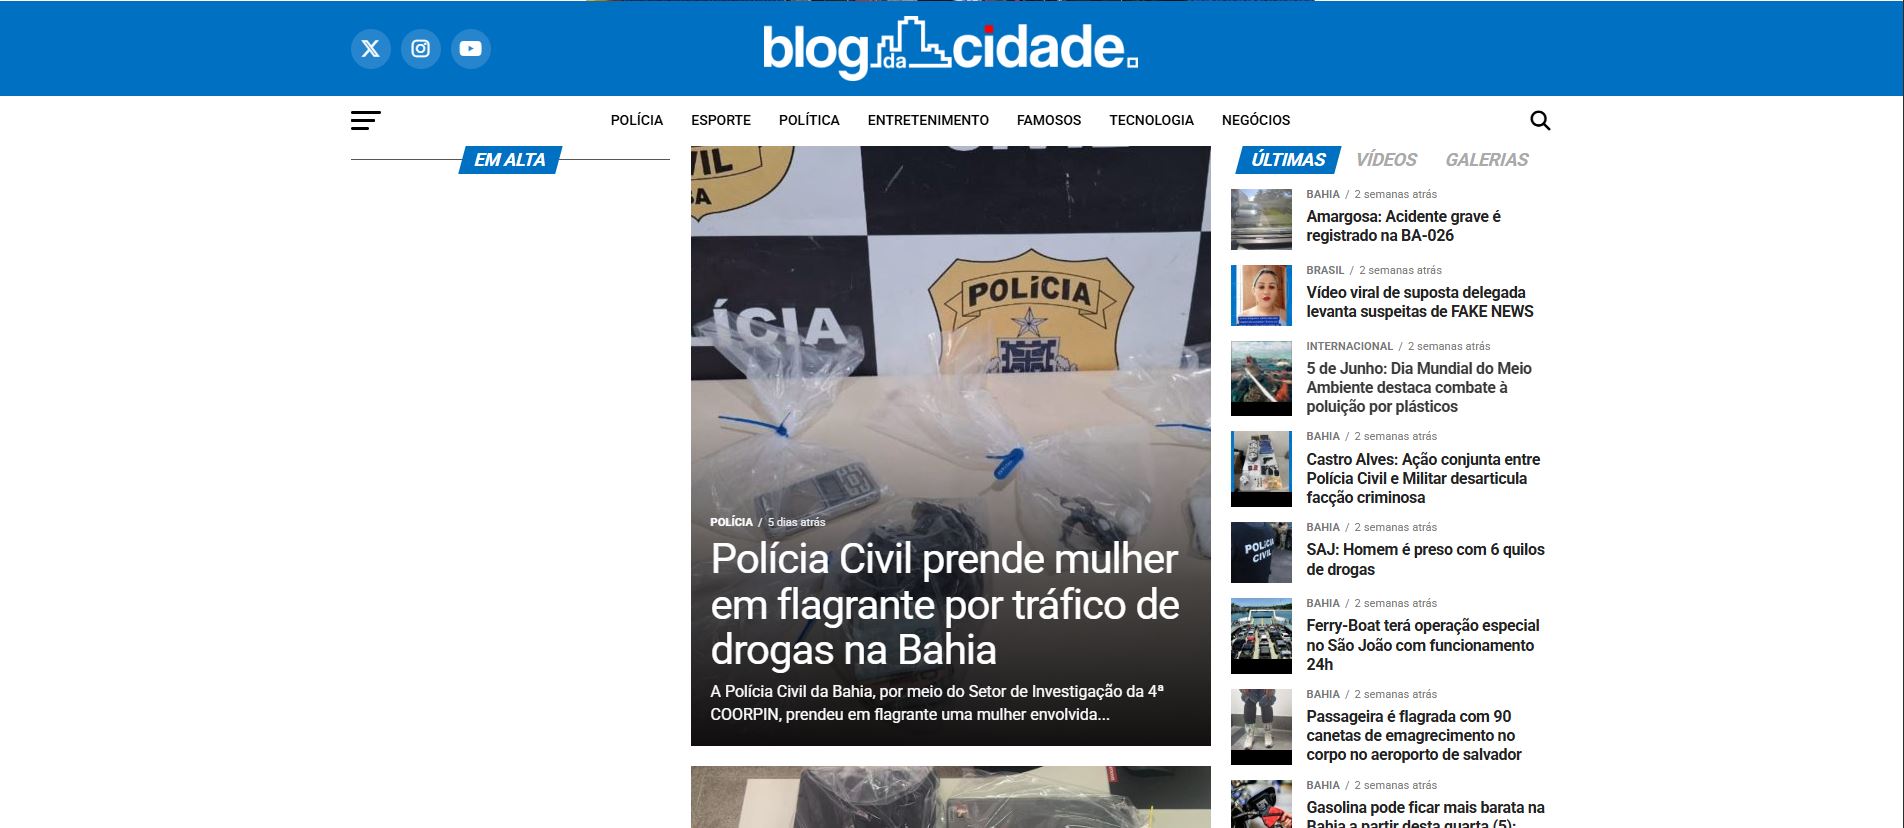 blog da cidade.
POLÍCIA ESPORTE POLÍTICA ENTRETENIMENTO FAMOSOS TECNOLOGIA NEGÓCIOS
EM ALTA
CIVIL
VIL
SA
POLÍCIA
ÍCIA
POLÍCIA / 5 dias atrás
Polícia Civil prende mulher
em flagrante por tráfico de
drogas na Bahia
A Polícia Civil da Bahia, por meio do Setor de Investigação da 4ª
COORPIN, prendeu em flagrante uma mulher envolvida...
ÚLTIMAS VÍDEOS GALERIAS
BAHIA / 2 semanas atrás
Amargosa: Acidente grave é
registrado na BA-026
BRASIL / 2 semanas atrás
Vídeo viral de suposta delegada
levanta suspeitas de FAKE NEWS
INTERNACIONAL / 2 semanas atrás
5 de Junho: Dia Mundial do Meio
Ambiente destaca combate à
poluição por plásticos
BAHIA / 2 semanas atrás
Castro Alves: Ação conjunta entre
Polícia Civil e Militar desarticula
facção criminosa
POLÍCIA
CIVIL
BAHIA / 2 semanas atrás
SAJ: Homem é preso com 6 quilos
de drogas
BAHIA / 2 semanas atrás
Ferry-Boat terá operação especial
no São João com funcionamento
24h
BAHIA / 2 semanas atrás
Passageira é flagrada com 90
canetas de emagrecimento no
corpo no aeroporto de salvador
BAHIA / 2 semanas atrás
Gasolina pode ficar mais barata na
Bahia a partir desta quarta (5);